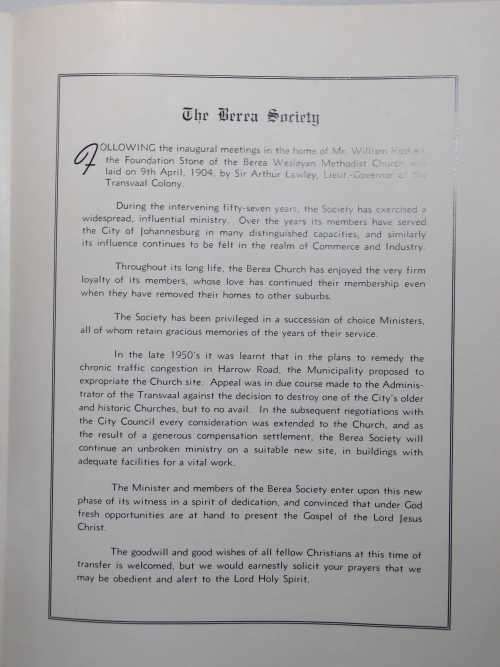 The Berea Society
FOLLOWING the inaugural meetings in the home of Mr. William
the Foundation Stone of the Berea Wesleyan Methodist Church was
laid on 9th April, 1904, by Sir Arthur Lawley, Lieut.-Governor of the
Transvaal Colony.
During the intervening fifty-seven years, the Society has exercised a
widespread, influential ministry. Over the years its members have served
the City of Johannesburg in many distinguished capacities, and similarly
its influence continues to be felt in the realm of Commerce and Industry.
Throughout its long life, the Berea Church has enjoyed the very firm
loyalty of its members, whose love has continued their membership even
when they have removed their homes to other suburbs.
The Society has been privileged in a succession of choice Ministers,
all of whom retain gracious memories of the years of their service.
In the late 1950's it was learnt that in the plans to remedy the
chronic traffic congestion in Harrow Road, the Municipality proposed to
expropriate the Church site. Appeal was in due course made to the Adminis-
trator of the Transvaal against the decision to destroy one of the City's older
and historic Churches, but to no avail. In the subsequent negotiations with
the City Council every consideration was extended to the Church, and as
the result of a generous compensation settlement, the Berea Society will
continue an unbroken ministry on a suitable new site, in buildings with
adequate facilities for a vital work.
The Minister and members of the Berea Society enter upon this new
phase of its witness in a spirit of dedication, and convinced that under God
fresh opportunities are at hand to present the Gospel of the Lord Jesus
Christ.
The goodwill and good wishes of all fellow Christians at this time of
transfer is welcomed, but we would earnestly solicit your prayers that we
may be obedient and alert to the Lord Holy Spirit.